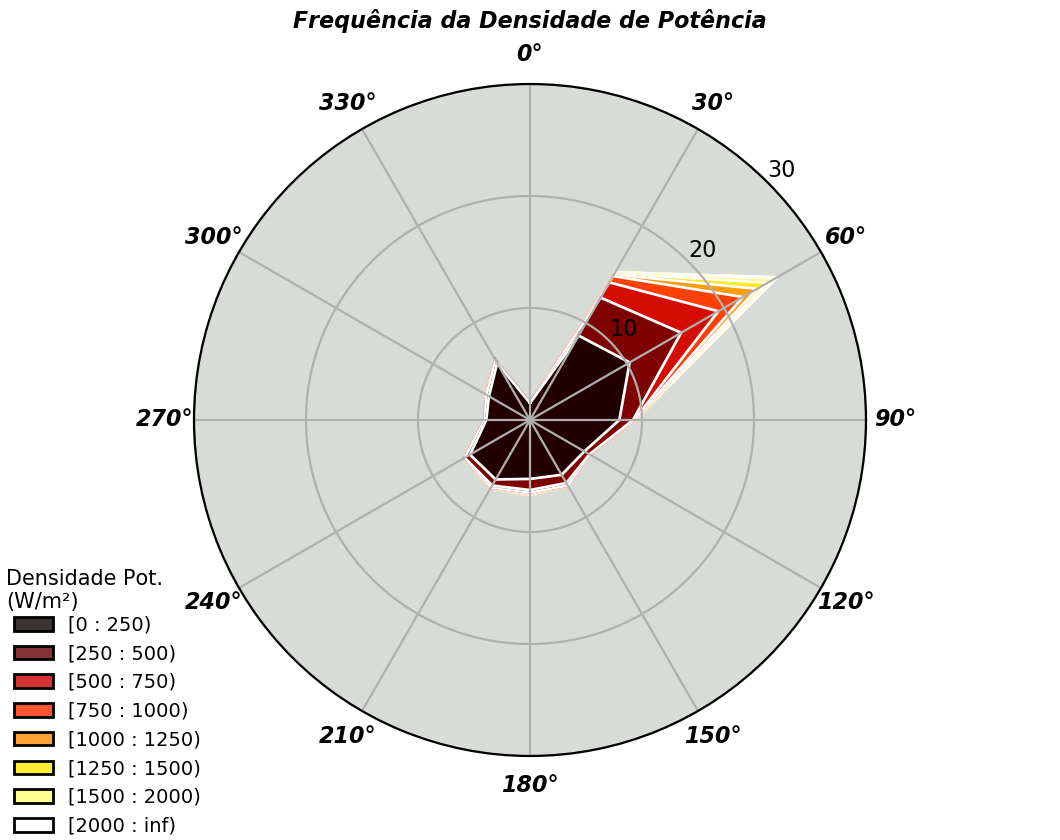 Frequência da Densidade de Potência
0°
330°
30°
30
300°
60°
20
10
270°
90°
240°
120°
210°
150°
180°
Densidade Pot.
(W/m²)
[0 : 250)
[250 : 500)
[500 : 750)
[750 : 1000)
[1000 : 1250)
[1250 : 1500)
[1500 : 2000)
[2000 : inf)